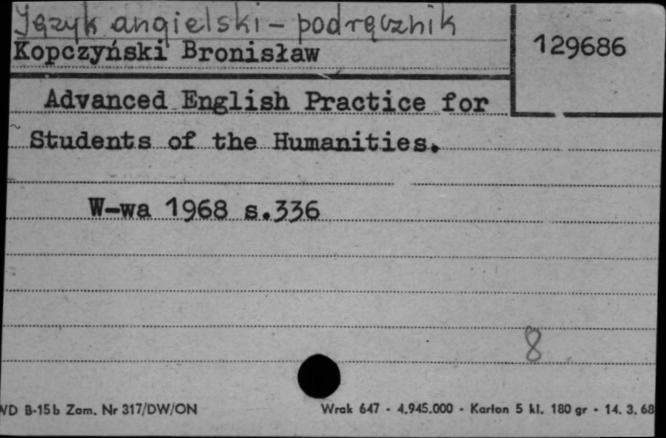 Język angielski - podręcznik
Kopczyński Bronisław
129686
Advanced English Practice for
Students of the Humanities.
W-wa 1968 s.336
8
WD B-15b Zam. Nr 317/DW/ON
Wrak 647 - 4.945.000 - Karton 5 kl. 180 gr - 14. 3. 68